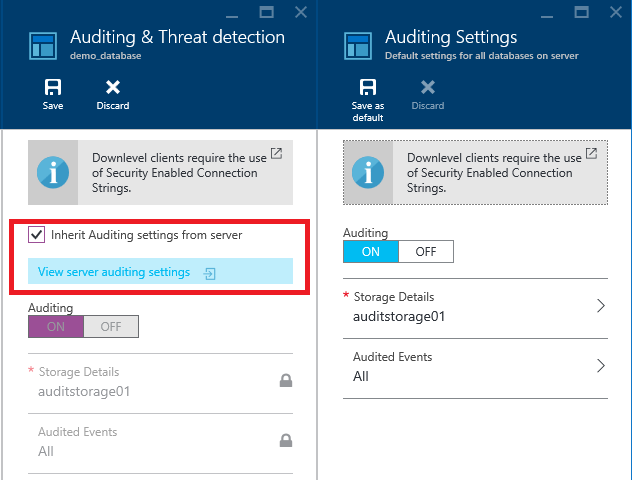 Auditing & Threat detection
demo_database
Save
Discard
Downlevel clients require the use
of Security Enabled Connection
Strings.
Inherit Auditing settings from server
View server auditing settings
Auditing
ON OFF
* Storage Details
auditstorage01
Audited Events
All
Auditing Settings
Default settings for all databases on server
Save as
default
Discard
Downlevel clients require the use
of Security Enabled Connection
Strings.
Auditing
ON OFF
* Storage Details
auditstorage01
Audited Events
All